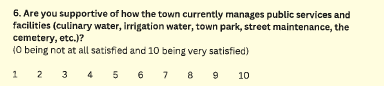 6. Are you supportive of how the town currently manages public services and
facilities (culinary water, irrigation water, town park, street maintenance, the
cemetery, etc.)?
(0 being not at all satisfied and 10 being very satisfied)
1 2 3 4 5 6 7 8 9 10